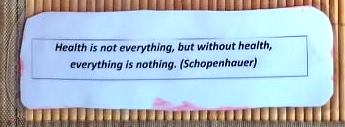 Health is not everything, but without health,
everything is nothing. (Schopenhauer)